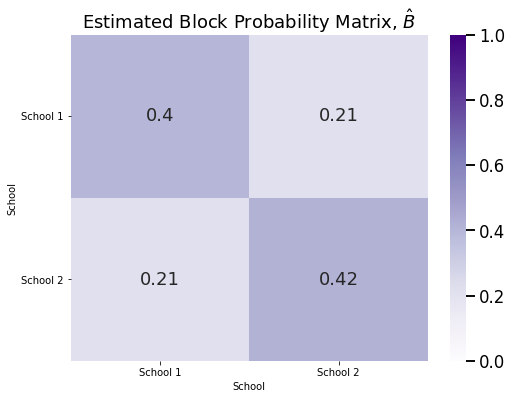 Estimated Block Probability Matrix, B̂
School
School 1
School 2
0.4
0.21
0.21
0.42
School 1
School 2
School
1.0
0.8
0.6
0.4
0.2
0.0